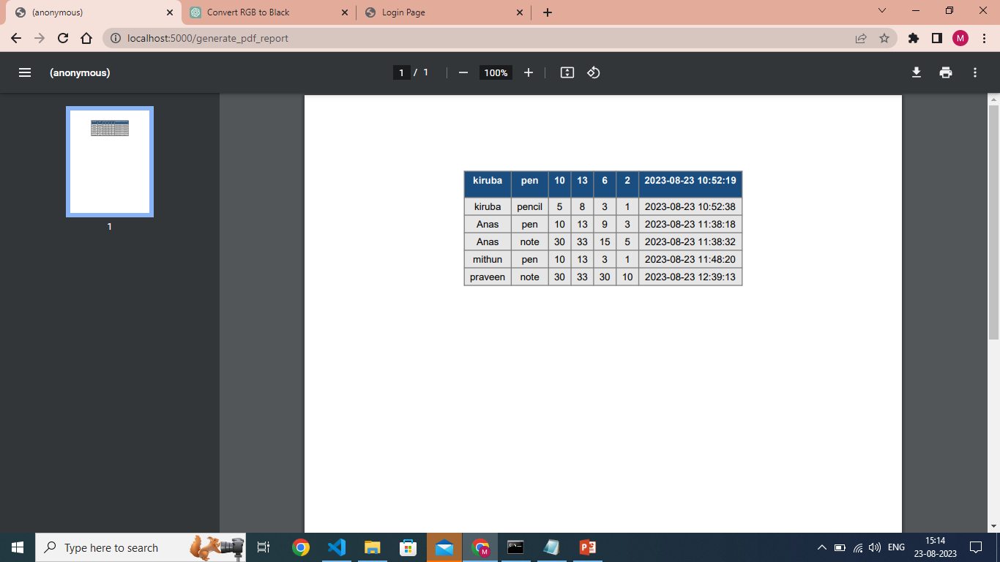 (anonymous)
Convert RGB to Black
Login Page
localhost:5000/generate_pdf_report
M
(anonymous)
1 / 1
100%
1
kiruba pen 10 13 6 2 2023-08-23 10:52:19
kiruba pencil 5 8 3 1 2023-08-23 10:52:38
Anas pen 10 13 9 3 2023-08-23 11:38:18
Anas note 30 33 15 5 2023-08-23 11:38:32
mithun pen 10 13 3 1 2023-08-23 11:48:20
praveen note 30 33 30 10 2023-08-23 12:39:13
Type here to search
M
ENG
15:14
23-08-2023